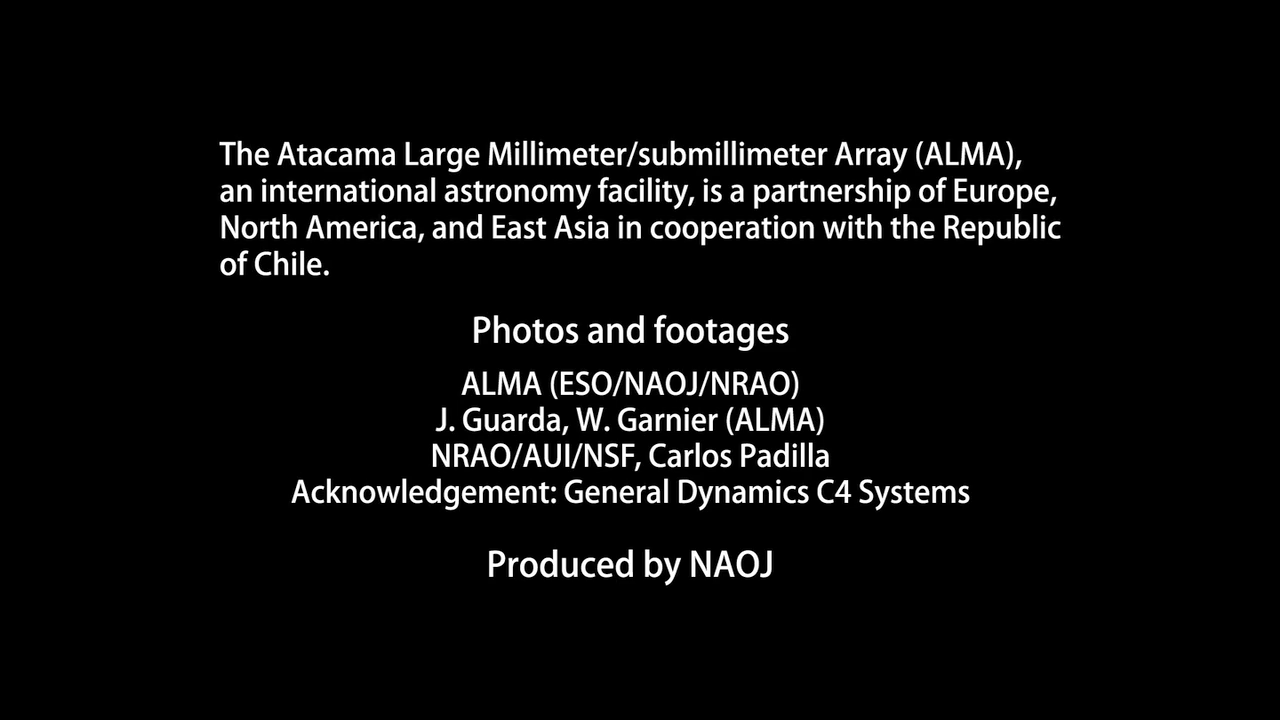 The Atacama Large Millimeter/submillimeter Array (ALMA),
an international astronomy facility, is a partnership of Europe,
North America, and East Asia in cooperation with the Republic
of Chile.
Photos and footages
ALMA (ESO/NAOJ/NRAO)
J. Guarda, W. Garnier (ALMA)
NRAO/AUI/NSF, Carlos Padilla
Acknowledgement: General Dynamics C4 Systems
Produced by NAOJ